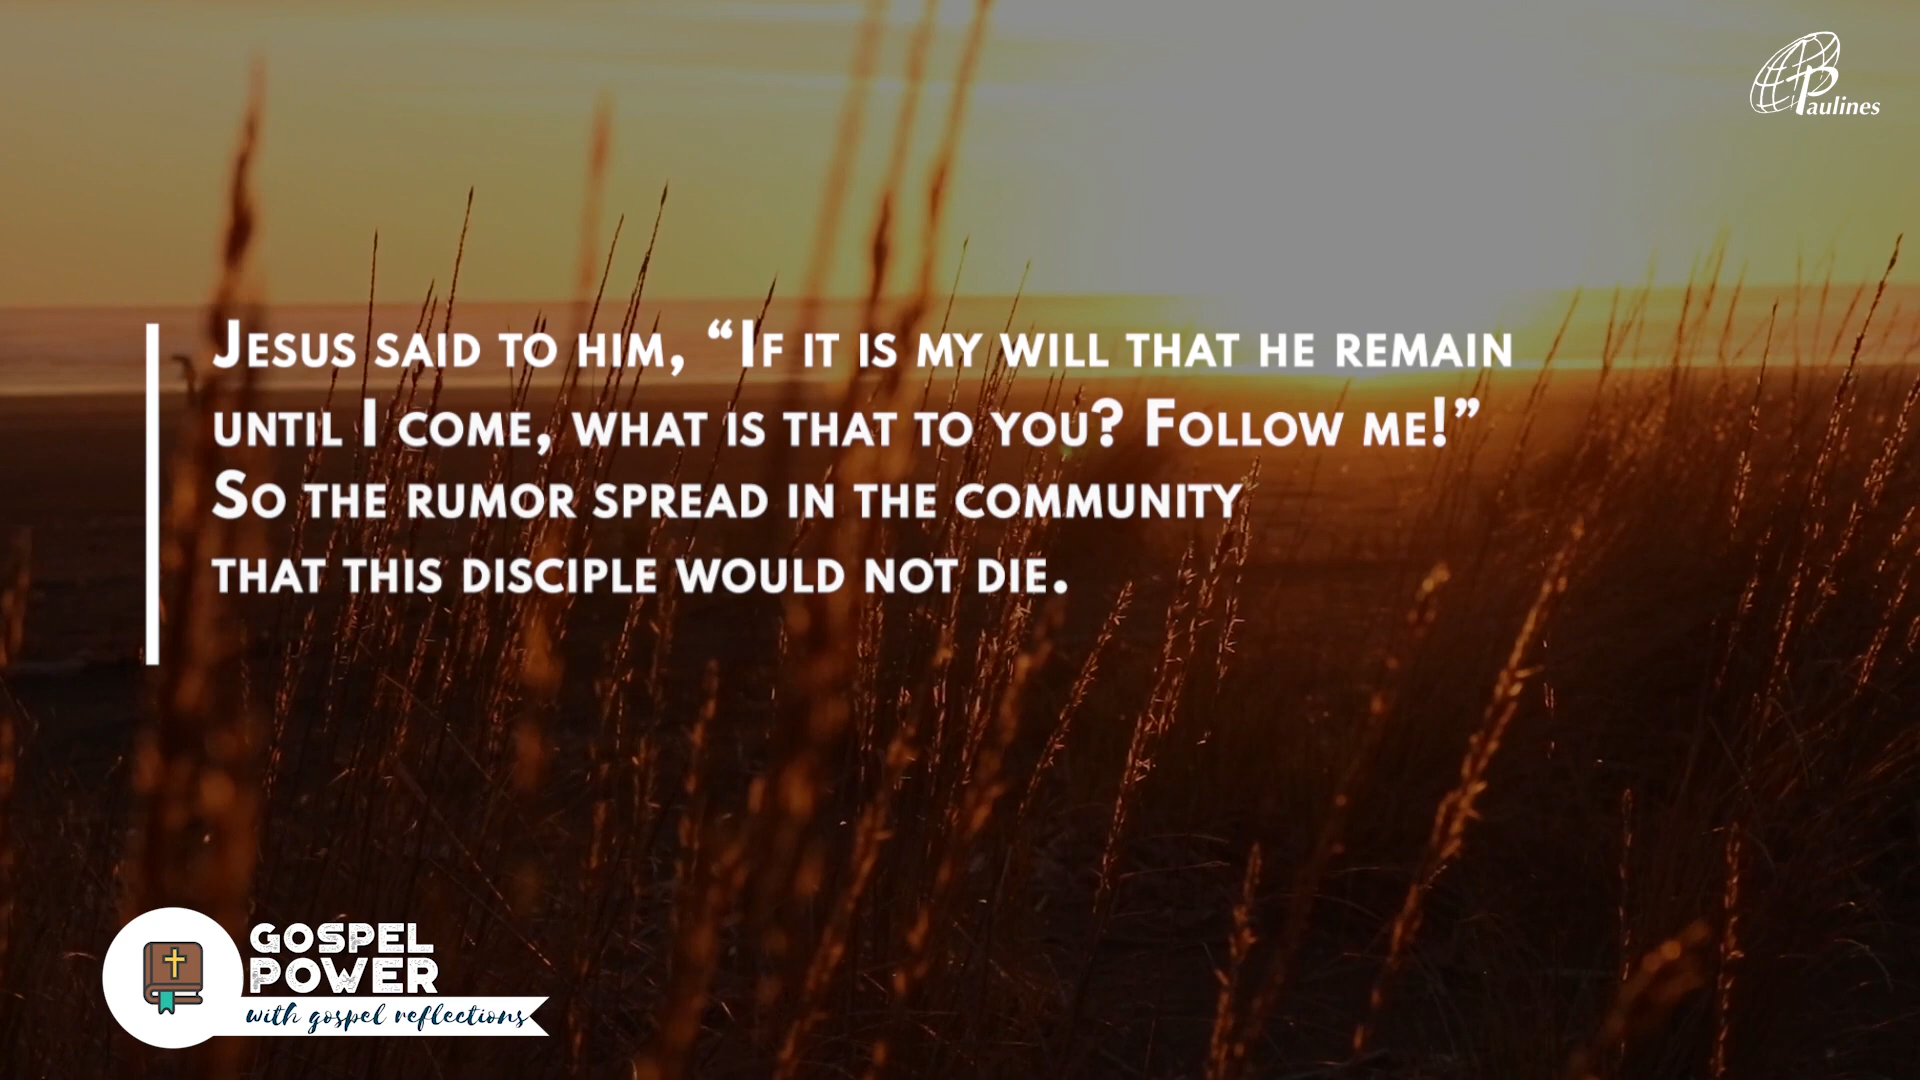 Paulines
Jesus said to him, “If it is my will that he remain
until I come, what is that to you? Follow me!”
So the rumor spread in the community
that this disciple would not die.
GOSPEL
POWER
with gospel reflections